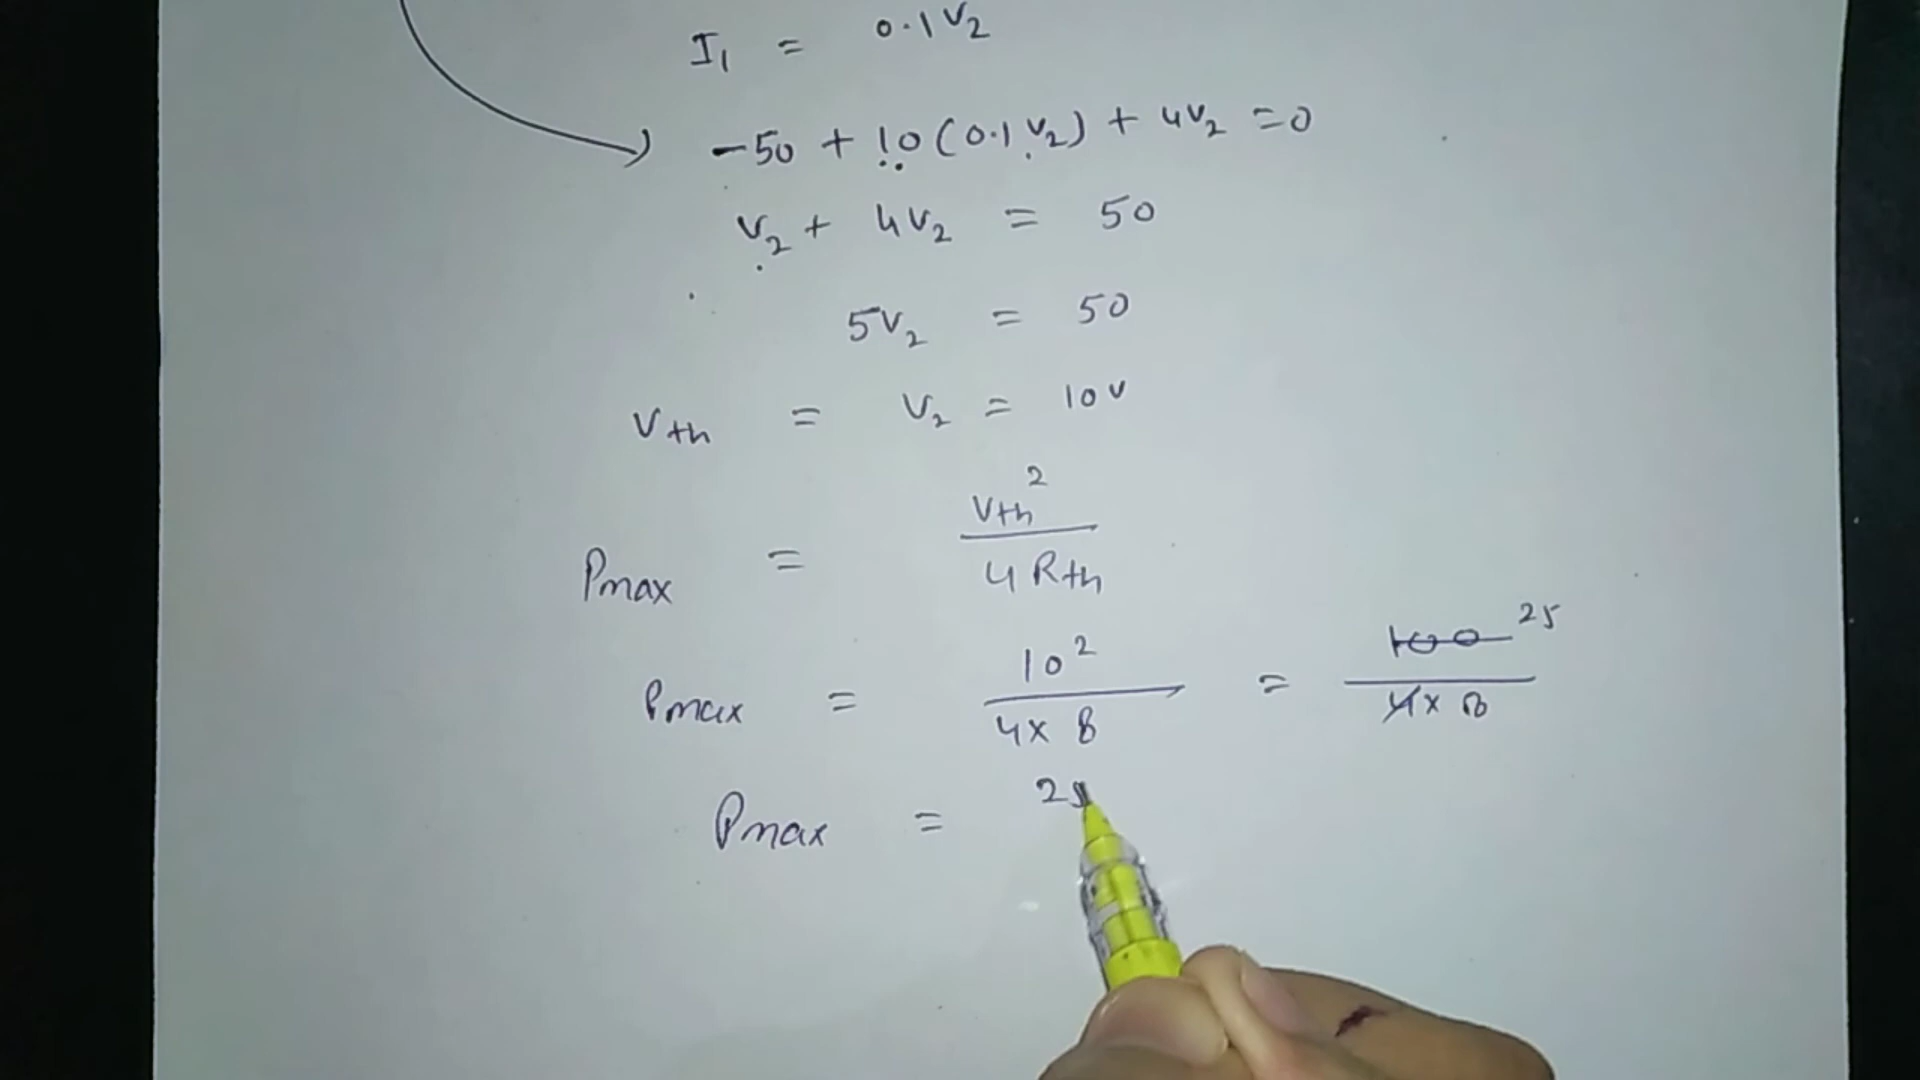 I₁ = 0.1V₂
-50 + 10(0.1V₂) + 4V₂ = 0
V₂ + 4V₂ = 50
5V₂ = 50
Vth = V₂ = 10V
Pmax = Vth² / 4Rth
Pmax = 10² / 4 x 8 = 100 25 / 4 x 8
Pmax = 25